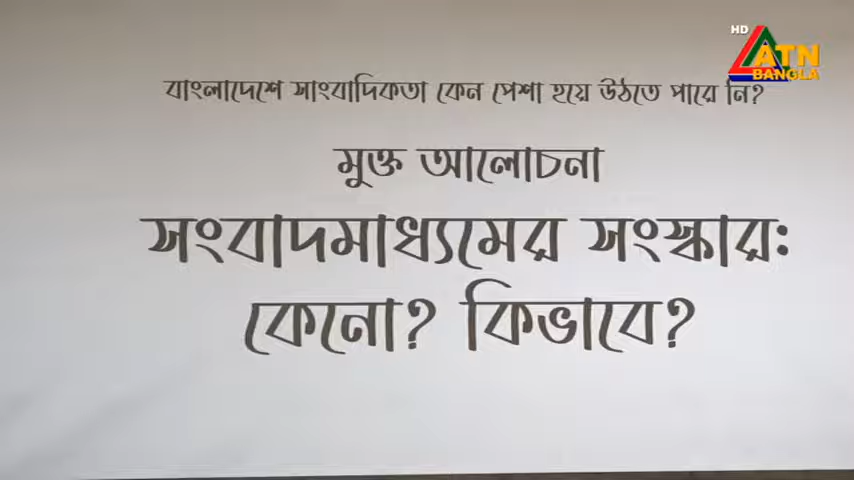 HD
ATN
BANGLA
বাংলাদেশে সাংবাদিকতা কেন পেশা হয়ে উঠতে পারে নি?
মুক্ত আলোচনা
সংবাদমাধ্যমের সংস্কার:
কেনো? কিভাবে?